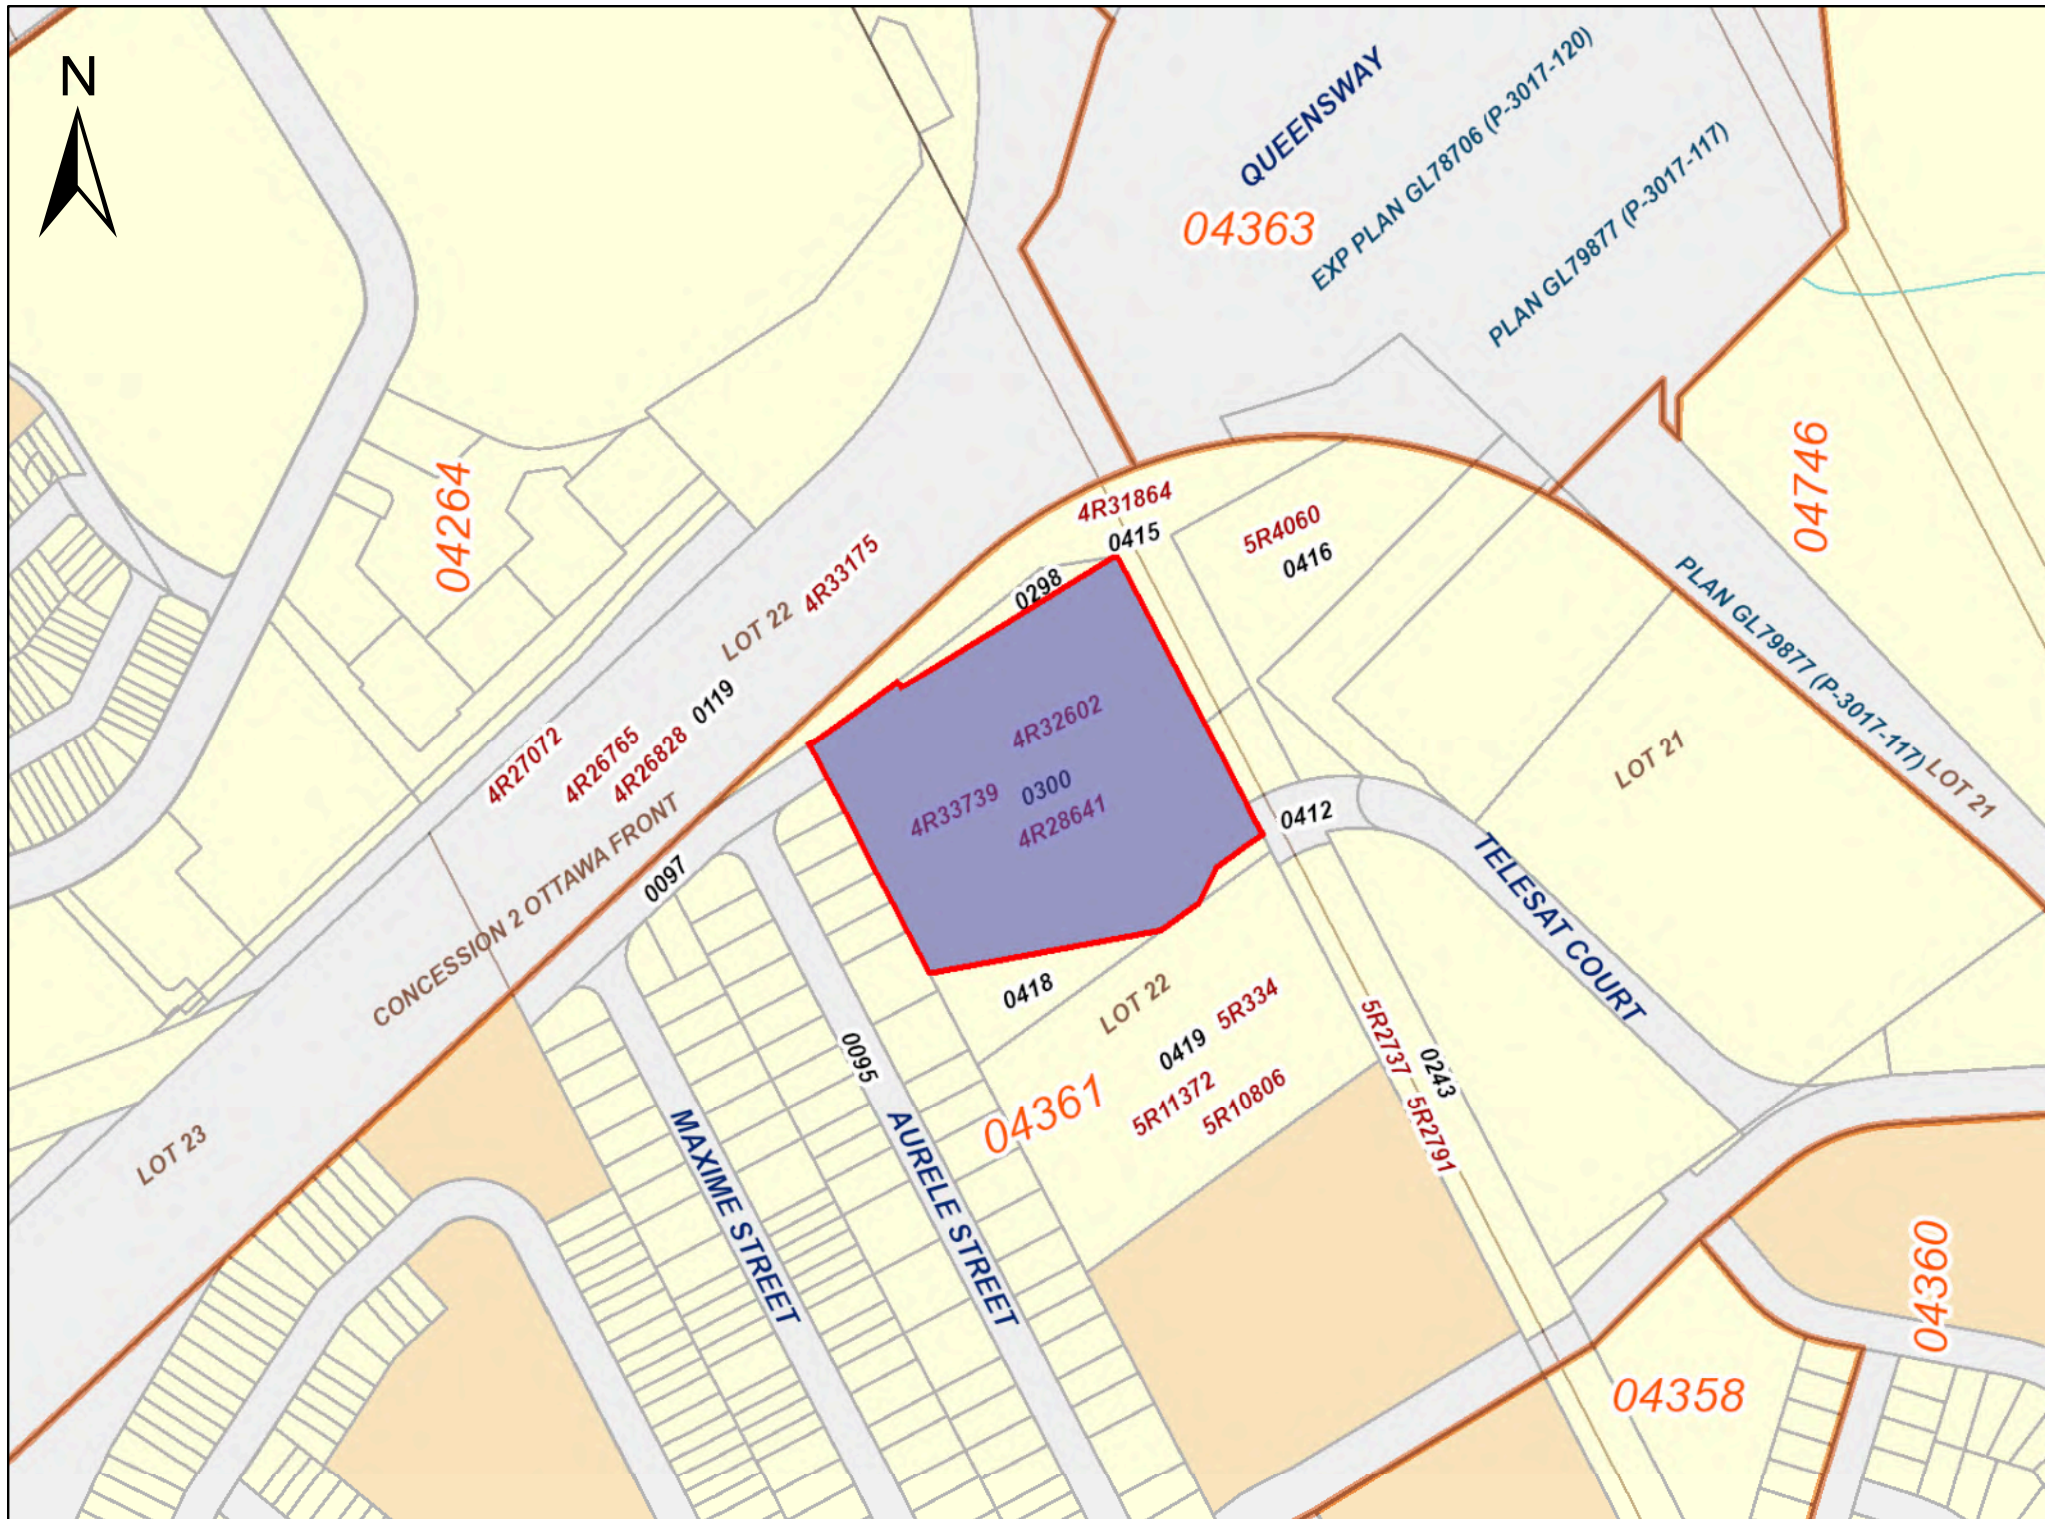 N
QUEENSWAY
EXP PLAN GL78706 (P-3017-120)
04363
PLAN GL79877 (P-3017-117)
04264
04746
4R31864
0415
5R4060
0416
4R33175
LOT 22
0298
PLAN GL79877 (P-3017-117)
LOT 21
LOT 21
0119
4R27072
4R26765
4R26828
4R32602
0300
4R33739
4R28641
0412
CONCESSION 2 OTTAWA FRONT
0097
TELESAT COURT
0418
LOT 22
5R334
0419
0095
5R2737
0243
04361
5R11372
5R10806
5R2791
LOT 23
MAXIME STREET
AURELE STREET
04360
04358